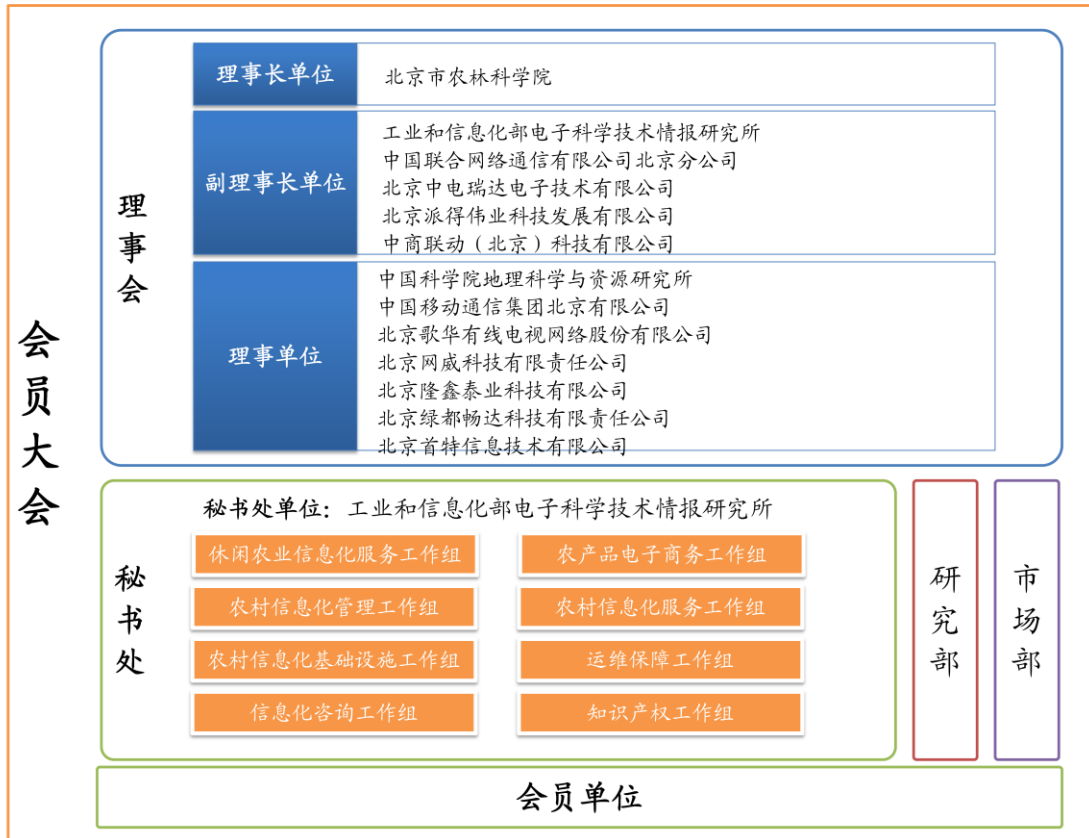 会员大会
理事会
理事长单位
北京市农林科学院
副理事长单位
工业和信息化部电子科学技术情报研究所
中国联合网络通信有限公司北京分公司
北京中电瑞达电子技术有限公司
北京派得伟业科技发展有限公司
中商联动（北京）科技有限公司
理事单位
中国科学院地理科学与资源研究所
中国移动通信集团北京有限公司
北京歌华有线电视网络股份有限公司
北京网威科技有限责任公司
北京隆鑫泰业科技有限公司
北京绿都畅达科技有限责任公司
北京首特信息技术有限公司
秘书处
秘书处单位：工业和信息化部电子科学技术情报研究所
休闲农业信息化服务工作组
农产品电子商务工作组
农村信息化管理工作组
农村信息化服务工作组
农村信息化基础设施工作组
运维保障工作组
信息化咨询工作组
知识产权工作组
研究部
市场部
会员单位